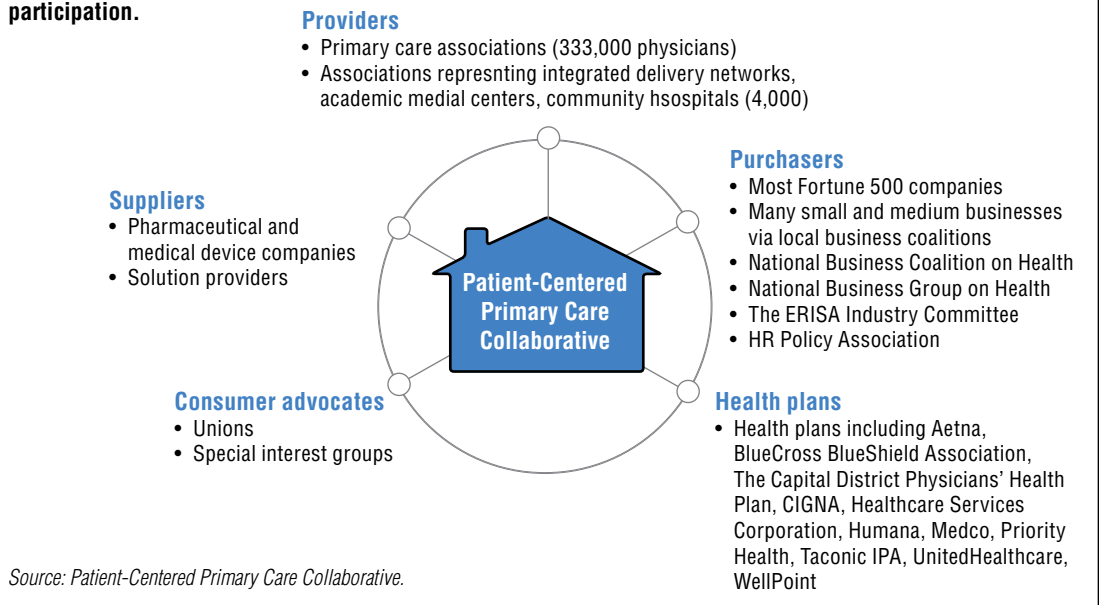 participation.
Providers
• Primary care associations (333,000 physicians)
• Associations represnting integrated delivery networks,
academic medial centers, community hsospitals (4,000)
Purchasers
• Most Fortune 500 companies
• Many small and medium businesses
via local business coalitions
• National Business Coalition on Health
• National Business Group on Health
• The ERISA Industry Committee
• HR Policy Association
Suppliers
• Pharmaceutical and
medical device companies
• Solution providers
Patient-Centered
Primary Care
Collaborative
Consumer advocates
• Unions
• Special interest groups
Health plans
• Health plans including Aetna,
BlueCross BlueShield Association,
The Capital District Physicians’ Health
Plan, CIGNA, Healthcare Services
Corporation, Humana, Medco, Priority
Health, Taconic IPA, UnitedHealthcare,
WellPoint
Source: Patient-Centered Primary Care Collaborative.